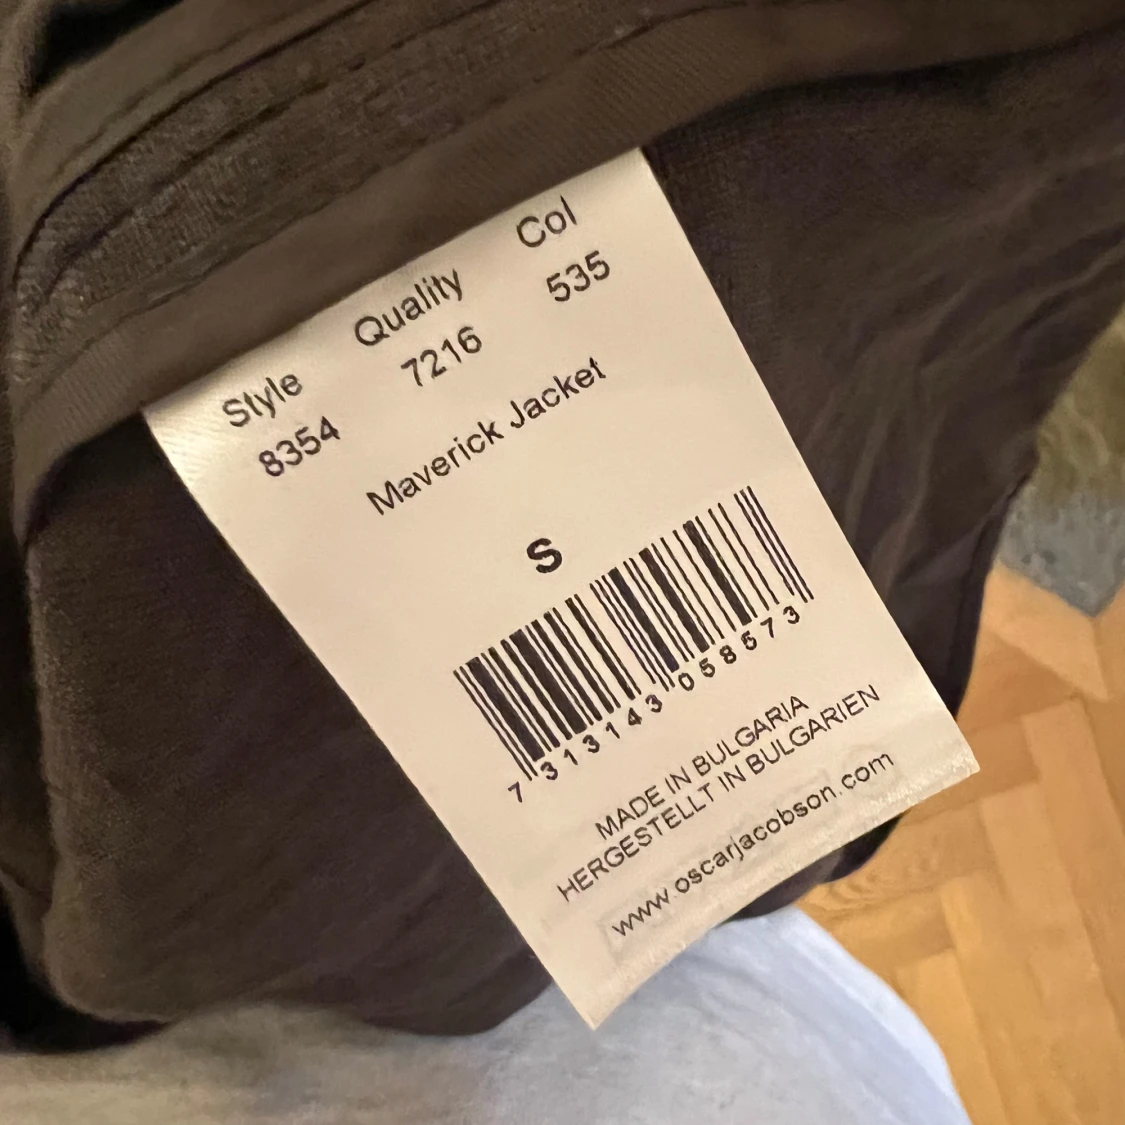 Style Quality Col
8354 7216 535
Maverick Jacket
S
7 313143 058573
MADE IN BULGARIA
HERGESTELLT IN BULGARIEN
www.oscarjacobson.com